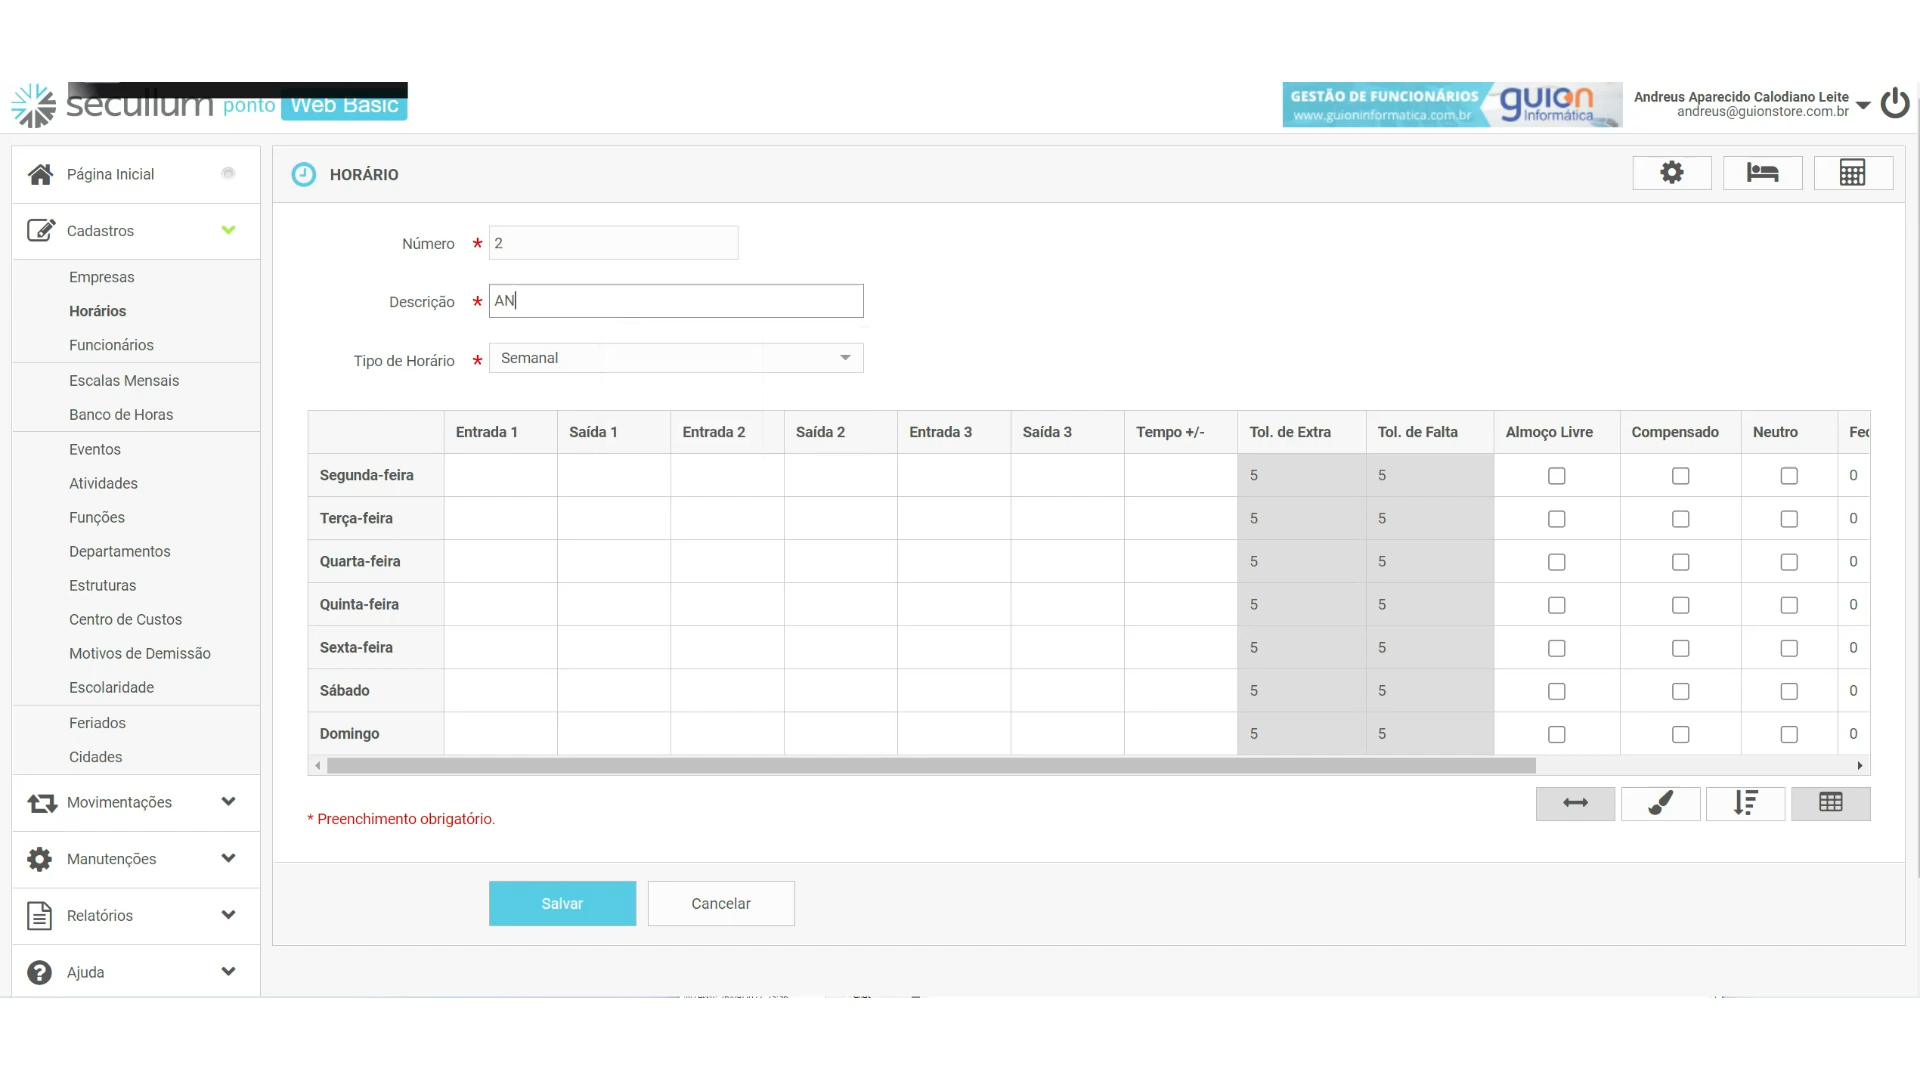 secullum ponto Web Basic
GESTÃO DE FUNCIONÁRIOS
www.guioninformatica.com.br
guion
Informática
Andreus Aparecido Calodiano Leite
andreus@guionstore.com.br
Página Inicial
Cadastros
Empresas
Horários
Funcionários
Escalas Mensais
Banco de Horas
Eventos
Atividades
Funções
Departamentos
Estruturas
Centro de Custos
Motivos de Demissão
Escolaridade
Feriados
Cidades
Movimentações
Manutenções
Relatórios
Ajuda
HORÁRIO
Número * 2
Descrição * AN
Tipo de Horário * Semanal
Entrada 1 Saída 1 Entrada 2 Saída 2 Entrada 3 Saída 3 Tempo +/- Tol. de Extra Tol. de Falta Almoço Livre Compensado Neutro Fec
Segunda-feira 5 5 0
Terça-feira 5 5 0
Quarta-feira 5 5 0
Quinta-feira 5 5 0
Sexta-feira 5 5 0
Sábado 5 5 0
Domingo 5 5 0
* Preenchimento obrigatório.
Salvar Cancelar